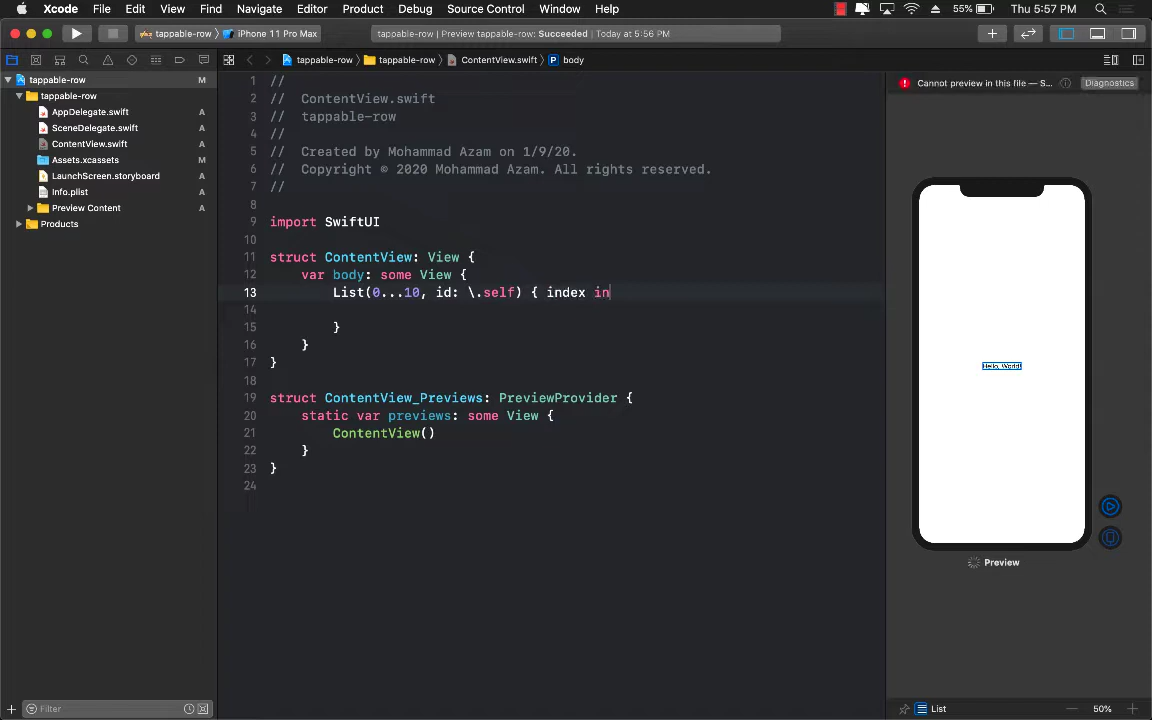 Xcode File Edit View Find Navigate Editor Product Debug Source Control Window Help 55% Thu 5:57 PM
tappable-row 〉 iPhone 11 Pro Max tappable-row | Preview tappable-row: Succeeded | Today at 5:56 PM
tappable-row 〉 tappable-row 〉 ContentView.swift 〉 P body
tappable-row M
tappable-row
AppDelegate.swift A
SceneDelegate.swift A
ContentView.swift A
Assets.xcassets M
LaunchScreen.storyboard A
Info.plist A
Preview Content A
Products
1 //
2 // ContentView.swift
3 // tappable-row
4 //
5 // Created by Mohammad Azam on 1/9/20.
6 // Copyright © 2020 Mohammad Azam. All rights reserved.
7 //
8
9 import SwiftUI
10
11 struct ContentView: View {
12 var body: some View {
13 List(0...10, id: \.self) { index in
14
15 }
16 }
17 }
18
19 struct ContentView_Previews: PreviewProvider {
20 static var previews: some View {
21 ContentView()
22 }
23 }
24
Cannot preview in this file — S... Diagnostics
Hello, World!
Preview
Filter
List 50%